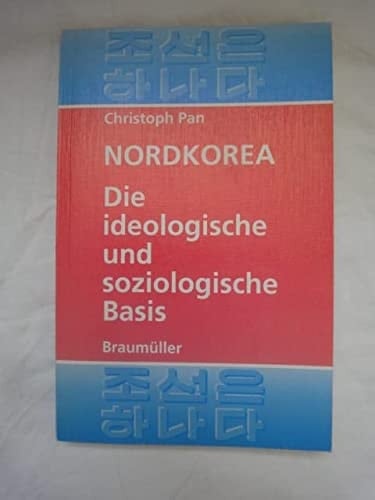 조선은
하나다
Christoph Pan
NORDKOREA
Die
ideologische
und
soziologische
Basis
Braumüller
조선은
하나다